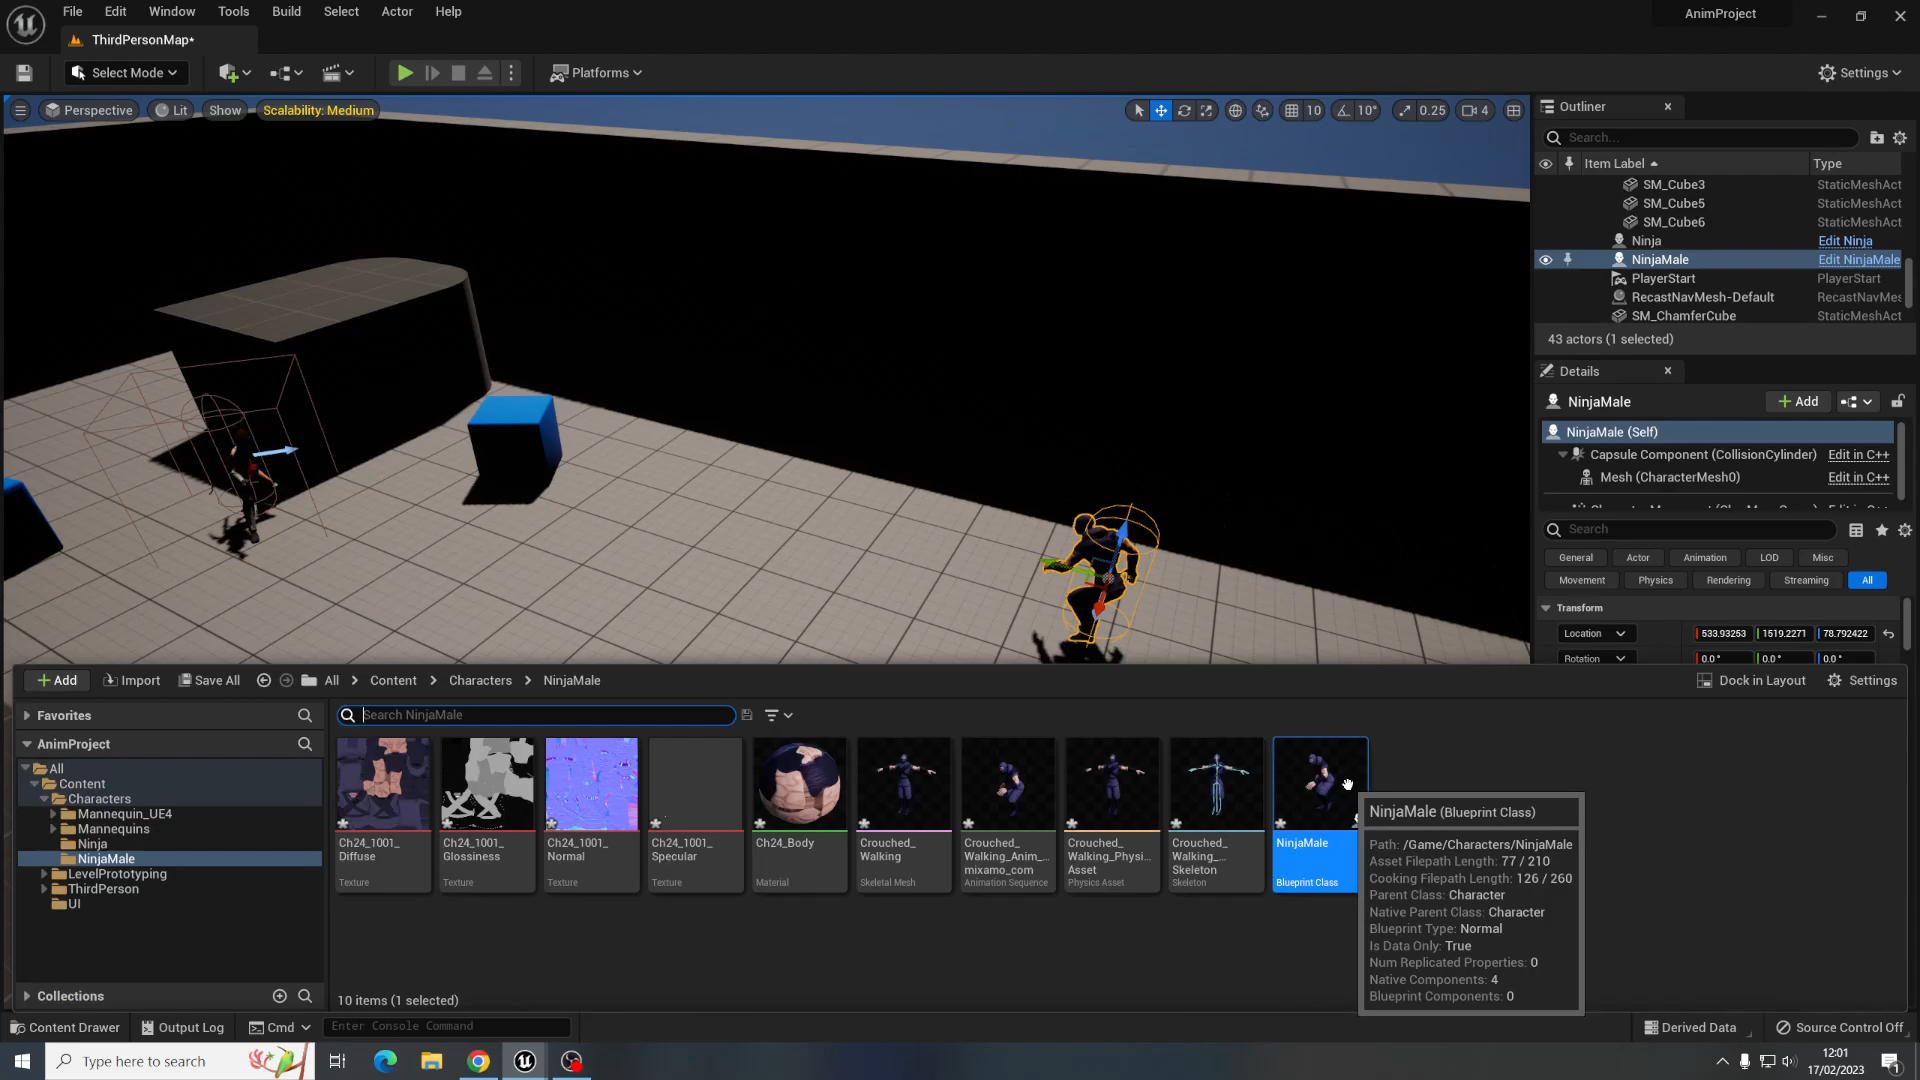 File Edit Window Tools Build Select Actor Help
AnimProject
ThirdPersonMap*
Select Mode
Platforms
Settings
Perspective Lit Show Scalability: Medium
10 10° 0.25 4
Outliner
Search...
Item Label Type
SM_Cube3 StaticMeshAct
SM_Cube5 StaticMeshAct
SM_Cube6 StaticMeshAct
Ninja Edit Ninja
NinjaMale Edit NinjaMale
PlayerStart PlayerStart
RecastNavMesh-Default RecastNavMes
SM_ChamferCube StaticMeshAct
43 actors (1 selected)
Details
NinjaMale Add
NinjaMale (Self)
Capsule Component (CollisionCylinder) Edit in C++
Mesh (CharacterMesh0) Edit in C++
Search
General Actor Animation LOD Misc
Movement Physics Rendering Streaming All
Transform
Location 533.93253 1519.2271 78.792422
Rotation 0.0° 0.0° 0.0°
Add Import Save All All > Content > Characters > NinjaMale
Dock in Layout Settings
Favorites
AnimProject
All
Content
Characters
Mannequin_UE4
Mannequins
Ninja
NinjaMale
LevelPrototyping
ThirdPerson
UI
Collections
Search NinjaMale
Ch24_1001_
Diffuse
Texture
Ch24_1001_
Glossiness
Texture
Ch24_1001_
Normal
Texture
Ch24_1001_
Specular
Texture
Ch24_Body
Material
Crouched_
Walking
Skeletal Mesh
Crouched_
Walking_Anim_...
mixamo_com
Animation Sequence
Crouched_
Walking_Physi...
Asset
Physics Asset
Crouched_
Walking_...
Skeleton
Skeleton
NinjaMale
Blueprint Class
NinjaMale (Blueprint Class)
Path: /Game/Characters/NinjaMale
Asset Filepath Length: 77 / 210
Cooking Filepath Length: 126 / 260
Parent Class: Character
Native Parent Class: Character
Blueprint Type: Normal
Is Data Only: True
Num Replicated Properties: 0
Native Components: 4
Blueprint Components: 0
10 items (1 selected)
Content Drawer Output Log Cmd Enter Console Command
Derived Data Source Control Off
Type here to search
12:01
17/02/2023
1